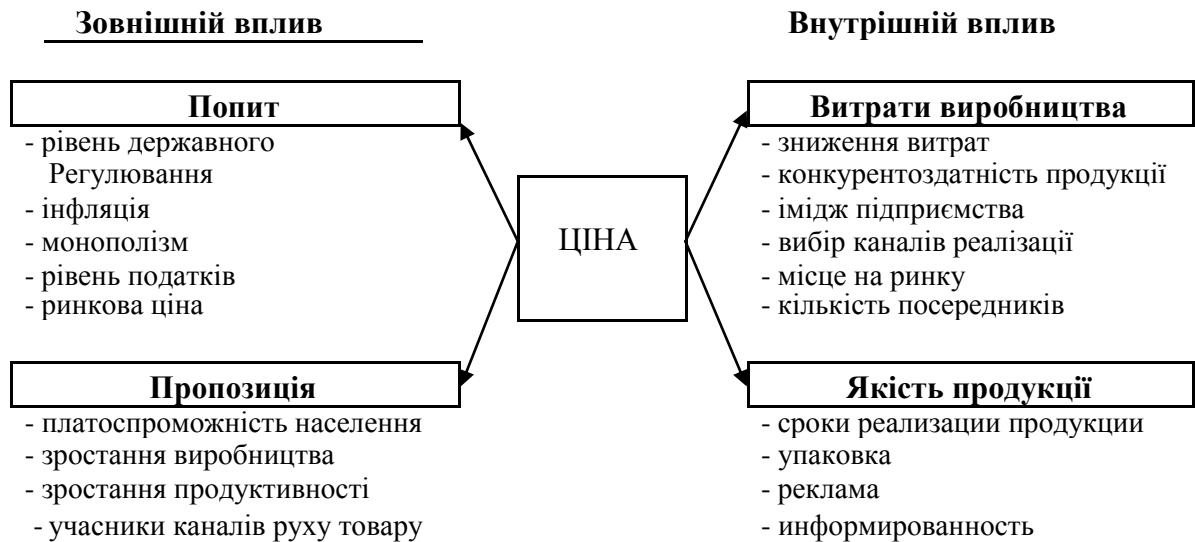 Зовнішній вплив
Внутрішній вплив
Попит
- рівень державного
Регулювання
- інфляція
- монополізм
- рівень податків
- ринкова ціна
Витрати виробництва
- зниження витрат
- конкурентоздатність продукції
- імідж підприємства
- вибір каналів реалізації
- місце на ринку
- кількість посередників
ЦІНА
Пропозиція
- платоспроможність населення
- зростання виробництва
- зростання продуктивності
- учасники каналів руху товару
Якість продукції
- сроки реализации продукции
- упаковка
- реклама
- информированность